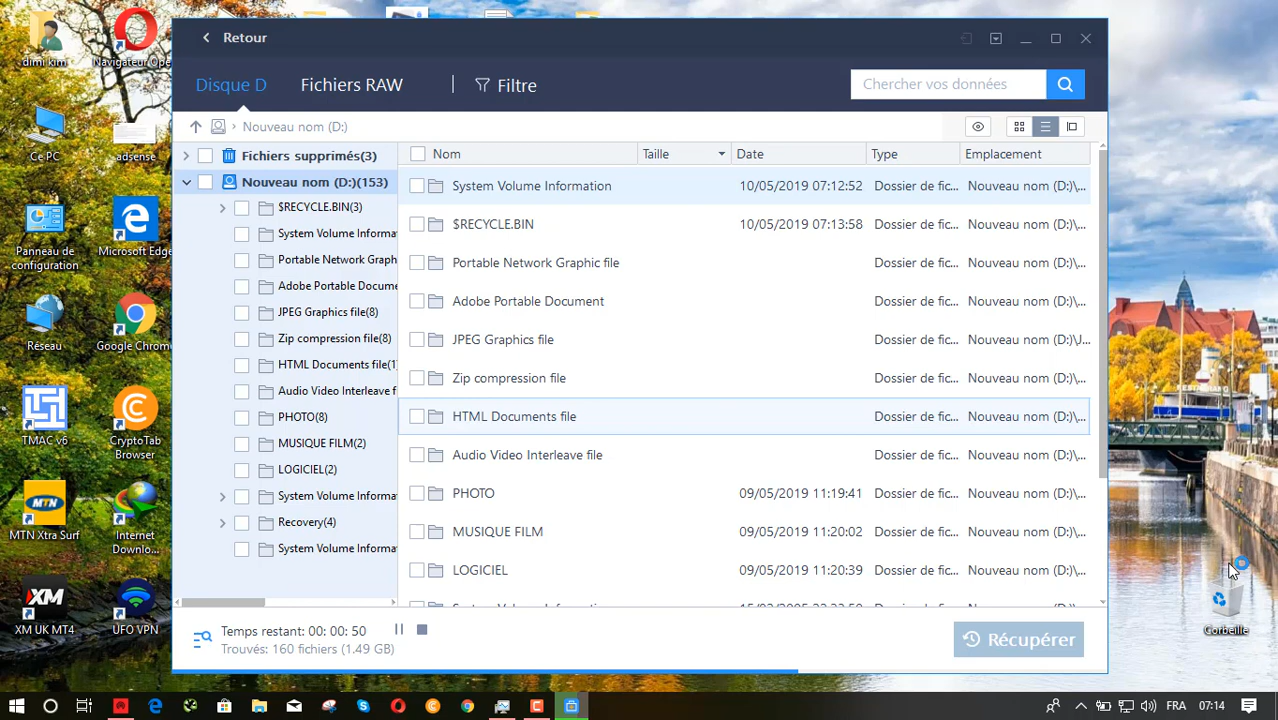 Retour
Disque D
Fichiers RAW
Filtre
Chercher vos données
Nouveau nom (D:)
Fichiers supprimés(3)
Nouveau nom (D:)(153)
$RECYCLE.BIN(3)
System Volume Informa
Portable Network Graph
Adobe Portable Docume
JPEG Graphics file(8)
Zip compression file(8)
HTML Documents file(1
Audio Video Interleave f
PHOTO(8)
MUSIQUE FILM(2)
LOGICIEL(2)
System Volume Informa
Recovery(4)
System Volume Informa
Nom Taille Date Type Emplacement
System Volume Information 10/05/2019 07:12:52 Dossier de fic... Nouveau nom (D:)\...
$RECYCLE.BIN 10/05/2019 07:13:58 Dossier de fic... Nouveau nom (D:)\...
Portable Network Graphic file Dossier de fic... Nouveau nom (D:)\...
Adobe Portable Document Dossier de fic... Nouveau nom (D:)\...
JPEG Graphics file Dossier de fic... Nouveau nom (D:)\J...
Zip compression file Dossier de fic... Nouveau nom (D:)\...
HTML Documents file Dossier de fic... Nouveau nom (D:)\...
Audio Video Interleave file Dossier de fic... Nouveau nom (D:)\...
PHOTO 09/05/2019 11:19:41 Dossier de fic... Nouveau nom (D:)\...
MUSIQUE FILM 09/05/2019 11:20:02 Dossier de fic... Nouveau nom (D:)\...
LOGICIEL 09/05/2019 11:20:39 Dossier de fic... Nouveau nom (D:)\...
Temps restant: 00: 00: 50
Trouvés: 160 fichiers (1.49 GB)
Récupérer
dimi.kim
Navigateur Ope
Ce PC
adsense
Panneau de
configuration
Microsoft Edge
Réseau
Google Chrom
TMAC v6
CryptoTab
Browser
MTN
MTN Xtra Surf
Internet
Downlo...
XM
XM UK MT4
UFO VPN
Corbeille
FRA
07:14